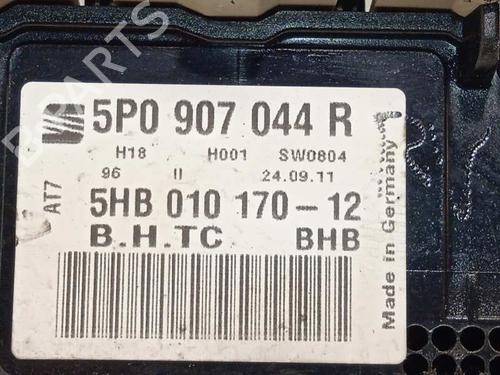 5P0 907 044 R
H18 H001 SW0804
96 II 24.09.11
AT7
5HB 010 170-12
B.H.TC BHB
Made in Germany
B-PARTS